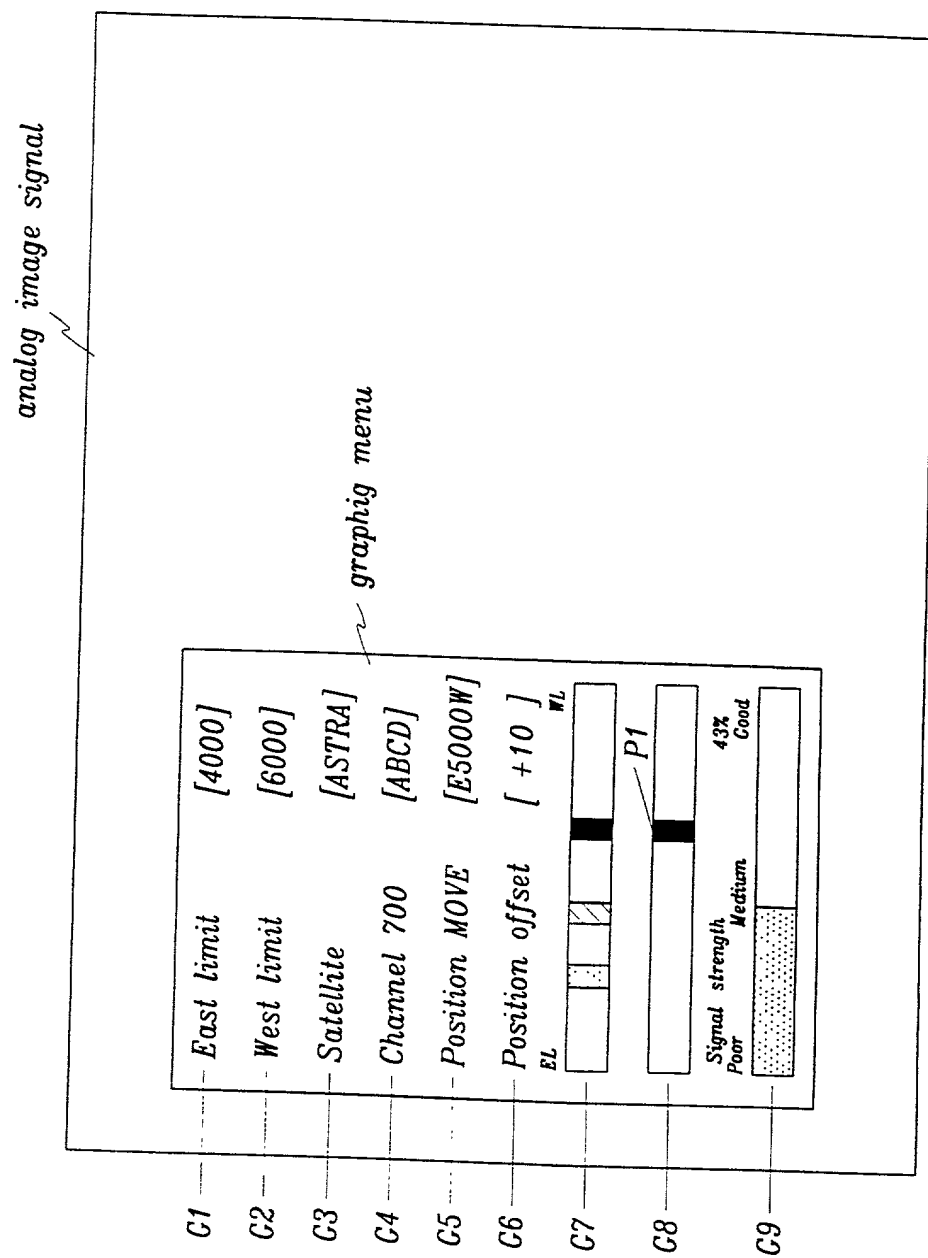 analog image signal
graphig menu
G1 East limit [4000]
G2 West limit [6000]
G3 Satellite [ASTRA]
G4 Channel 700 [ABCD]
G5 Position MOVE [E5000W]
G6 Position offset [ +10 ]
EL WL
G7
P1
G8
Signal strength 43%
Poor Medium Good
G9